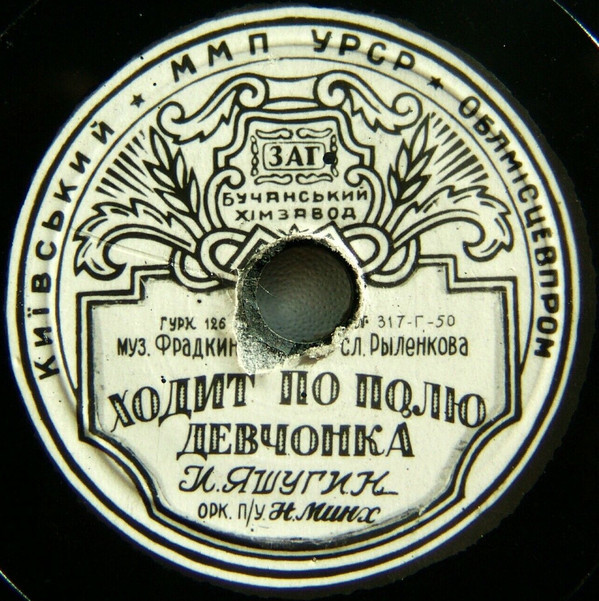 КИЇВСЬКИЙ ★ ММП УРСР ★ ОБЛМІСЦЕВПРОМ
ЗАГ
БУЧАНСЬКИЙ
ХІМЗАВОД
ГУРК 126 № 317-Г-50
муз. Фрадкин сл. Рыленкова
ХОДИТ ПО ПОЛЮ
ДЕВЧОНКА
И. ЯШУГИН
ОРК. П/У Н. Минх